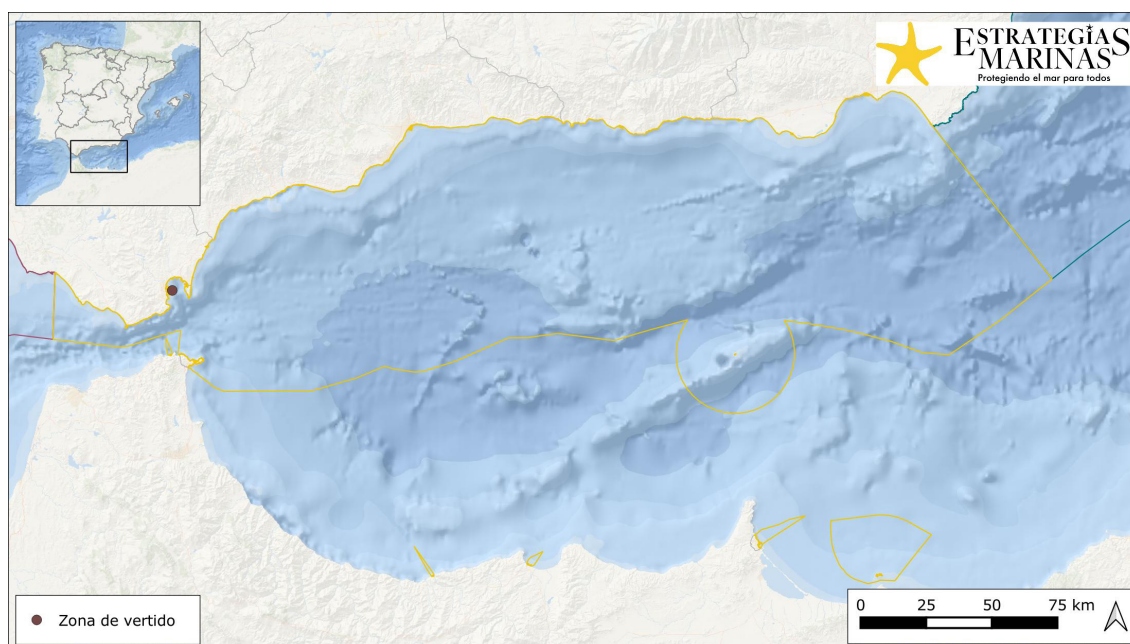 ESTRATEGIAS
MARINAS
Protegiendo el mar para todos
Zona de vertido
0 25 50 75 km